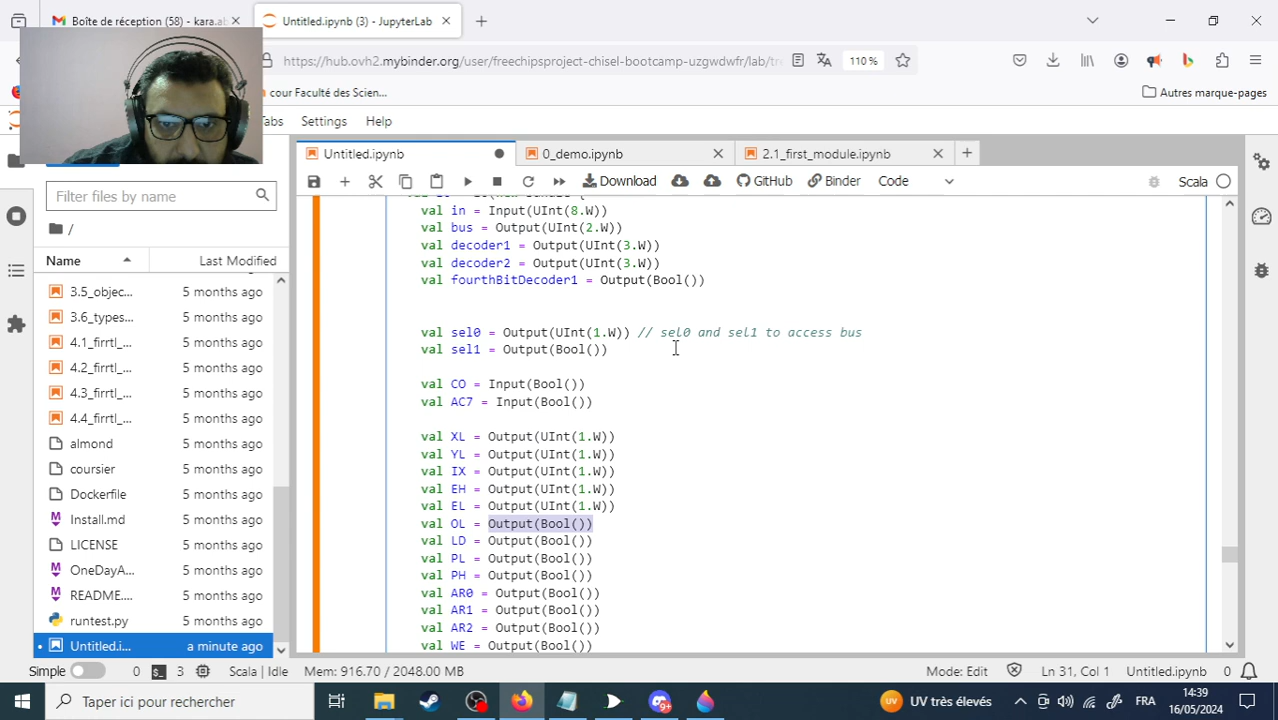 Boîte de réception (58) - kara.ab
Untitled.ipynb (3) - JupyterLab
https://hub.ovh2.mybinder.org/user/freechipsproject-chisel-bootcamp-uzgwdwfr/lab/tre
110 %
cour Faculté des Scien...
Autres marque-pages
Tabs Settings Help
Untitled.ipynb
0_demo.ipynb
2.1_first_module.ipynb
Filter files by name
Download
GitHub
Binder
Code
Scala
/
Name Last Modified
3.5_objec... 5 months ago
3.6_types... 5 months ago
4.1_firrtl_... 5 months ago
4.2_firrtl_... 5 months ago
4.3_firrtl_... 5 months ago
4.4_firrtl_... 5 months ago
almond 5 months ago
coursier 5 months ago
Dockerfile 5 months ago
Install.md 5 months ago
LICENSE 5 months ago
OneDayA... 5 months ago
README.... 5 months ago
runtest.py 5 months ago
Untitled.i... a minute ago
val in = Input(UInt(8.W))
val bus = Output(UInt(2.W))
val decoder1 = Output(UInt(3.W))
val decoder2 = Output(UInt(3.W))
val fourthBitDecoder1 = Output(Bool())
val sel0 = Output(UInt(1.W)) // sel0 and sel1 to access bus
val sel1 = Output(Bool())
val CO = Input(Bool())
val AC7 = Input(Bool())
val XL = Output(UInt(1.W))
val YL = Output(UInt(1.W))
val IX = Output(UInt(1.W))
val EH = Output(UInt(1.W))
val EL = Output(UInt(1.W))
val OL = Output(Bool())
val LD = Output(Bool())
val PL = Output(Bool())
val PH = Output(Bool())
val AR0 = Output(Bool())
val AR1 = Output(Bool())
val AR2 = Output(Bool())
val WE = Output(Bool())
Simple 0 3 Scala | Idle Mem: 916.70 / 2048.00 MB Mode: Edit Ln 31, Col 1 Untitled.ipynb 0
Taper ici pour rechercher
9+
UV très élevés
FRA
14:39
16/05/2024